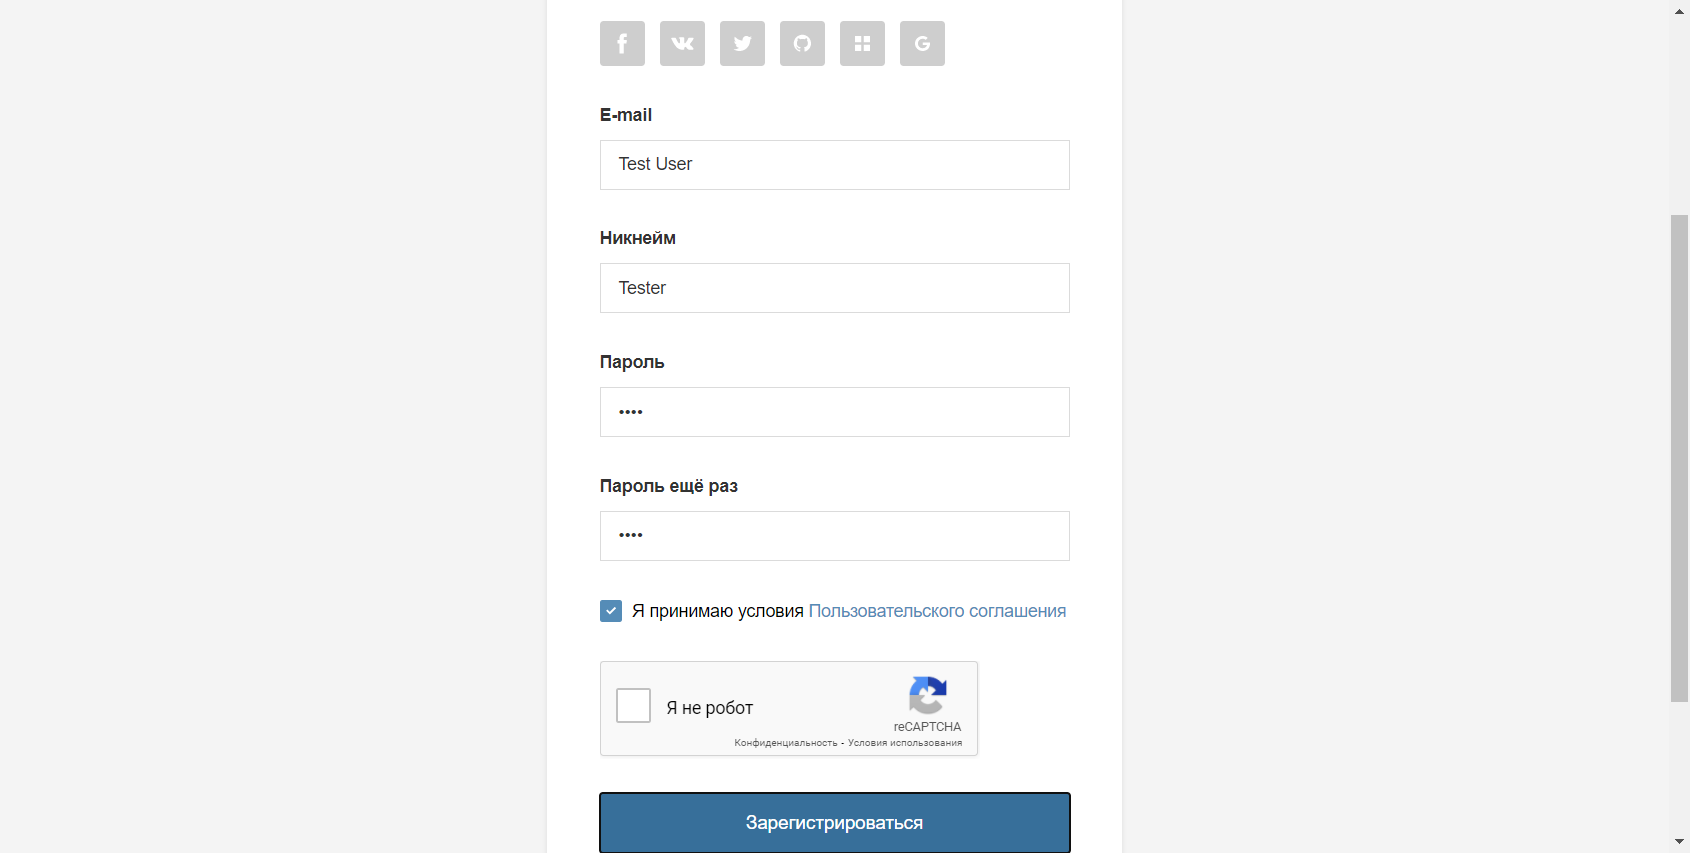 E-mail
Test User
Никнейм
Tester
Пароль
••••
Пароль ещё раз
••••
Я принимаю условия Пользовательского соглашения
Я не робот
reCAPTCHA
Конфиденциальность - Условия использования
Зарегистрироваться